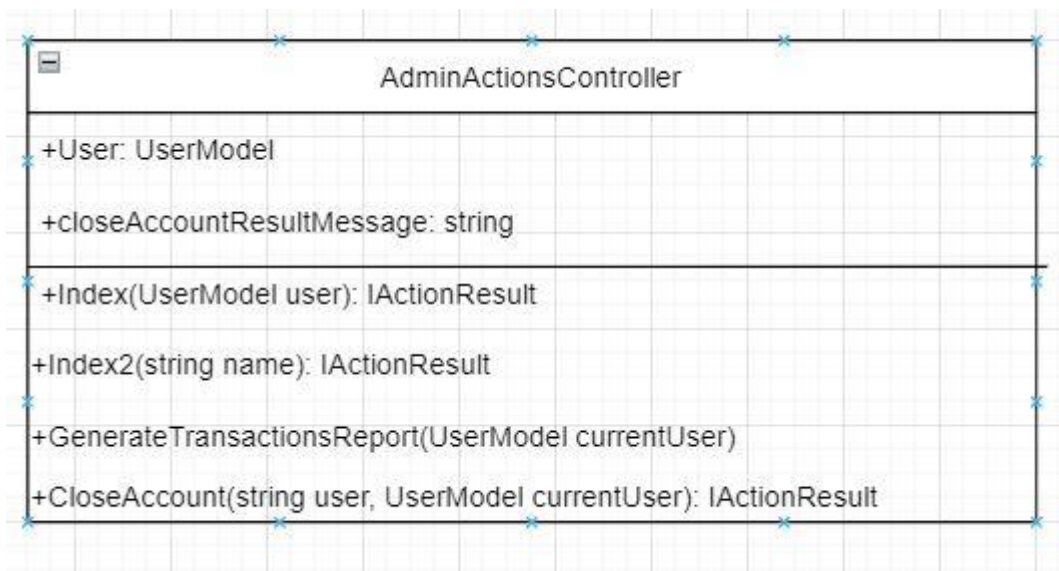 AdminActionsController
+User: UserModel
+closeAccountResultMessage: string
+Index(UserModel user): IActionResult
+Index2(string name): IActionResult
+GenerateTransactionsReport(UserModel currentUser)
+CloseAccount(string user, UserModel currentUser): IActionResult